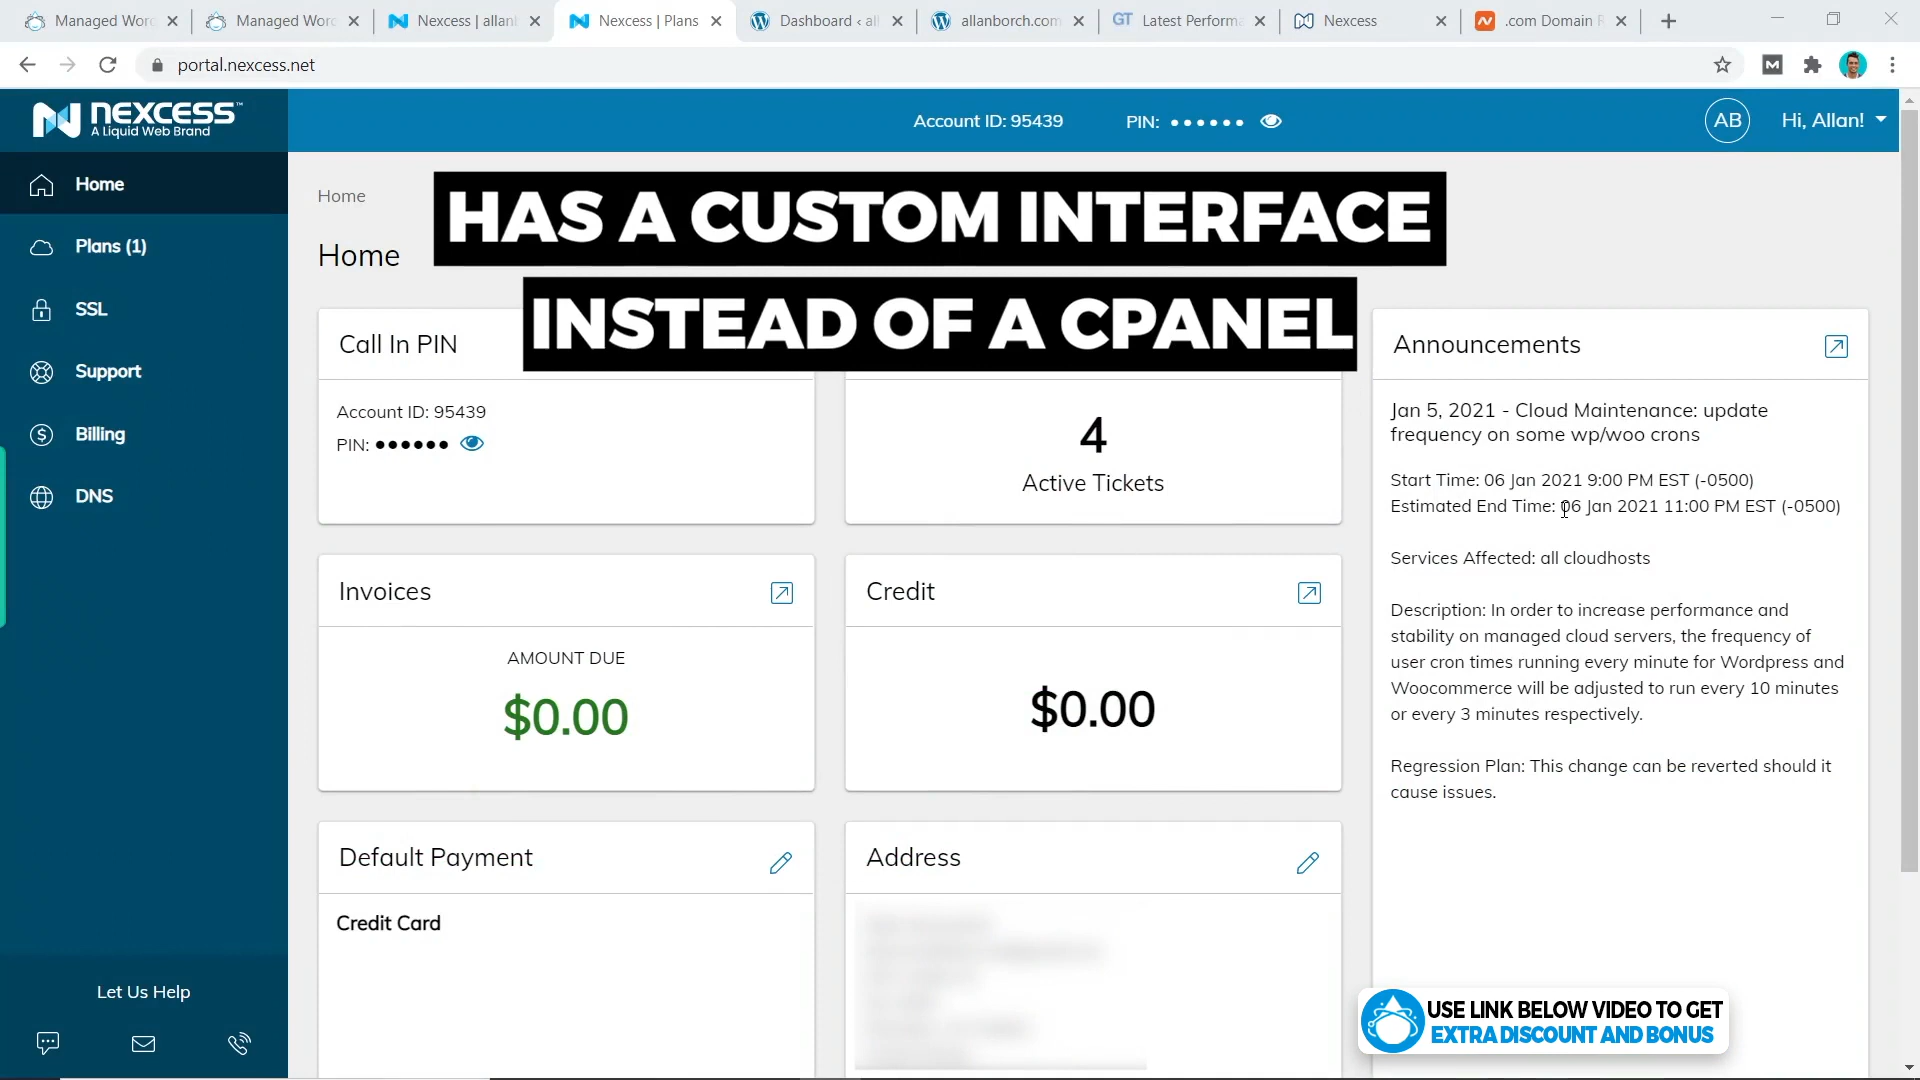 Managed Word
Managed Word
Nexcess | allanb
Nexcess | Plans
Dashboard ‹ all
allanborch.com
GT Latest Performa
Nexcess
.com Domain R
portal.nexcess.net
NEXCESS™
A Liquid Web Brand
Account ID: 95439
PIN: ••••••
AB
Hi, Allan!
Home
Plans (1)
SSL
Support
Billing
DNS
Let Us Help
Home
HAS A CUSTOM INTERFACE
INSTEAD OF A CPANEL
Home
Call In PIN
Account ID: 95439
PIN: ••••••
4
Active Tickets
Invoices
AMOUNT DUE
$0.00
Credit
$0.00
Default Payment
Credit Card
Address
Announcements
Jan 5, 2021 - Cloud Maintenance: update
frequency on some wp/woo crons
Start Time: 06 Jan 2021 9:00 PM EST (-0500)
Estimated End Time: 06 Jan 2021 11:00 PM EST (-0500)
Services Affected: all cloudhosts
Description: In order to increase performance and
stability on managed cloud servers, the frequency of
user cron times running every minute for Wordpress and
Woocommerce will be adjusted to run every 10 minutes
or every 3 minutes respectively.
Regression Plan: This change can be reverted should it
cause issues.
USE LINK BELOW VIDEO TO GET
EXTRA DISCOUNT AND BONUS